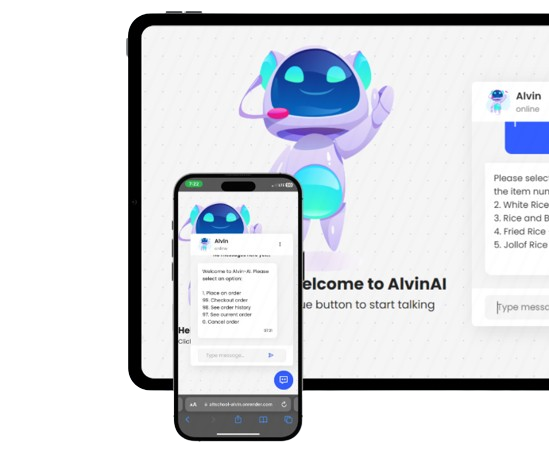 Alvin
online
Please select
the item num
2. White Rice
3. Rice and B
4. Fried Rice
5. Jollof Rice
Type messa
elcome to AlvinAI
ue button to start talking
7:22
Alvin
online
Welcome to Alvin-AI. Please
select an option:
1. Place an order
99. Checkout order
98. See order history
97. See current order
0. Cancel order
Type message...
He
Clic
AA